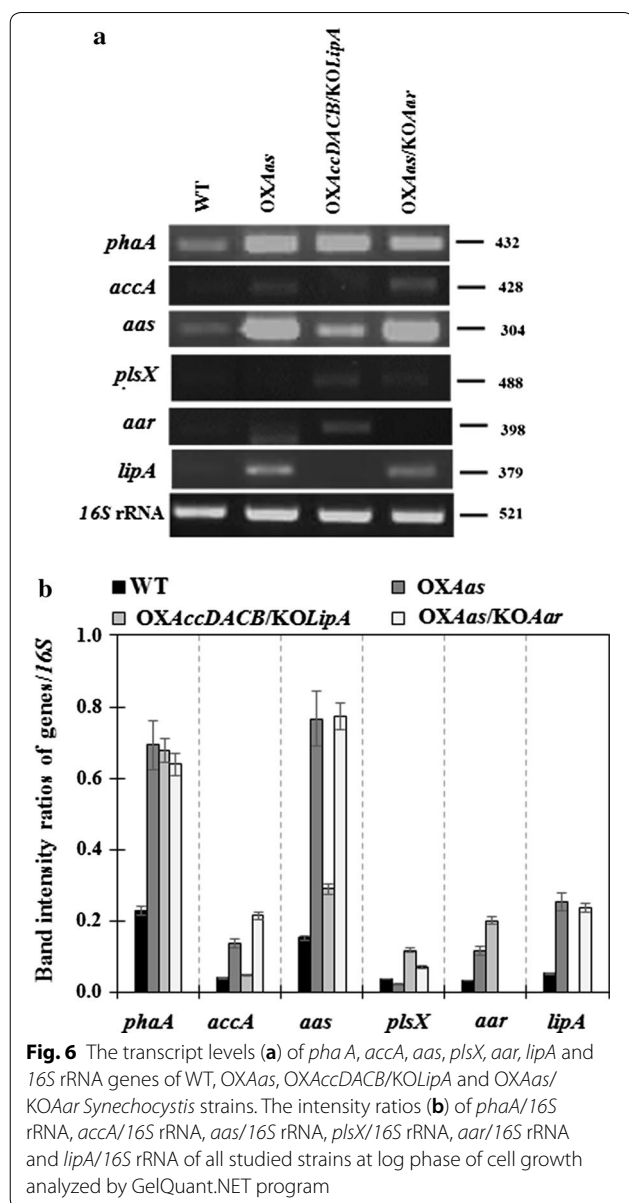 a
WT
OXAas
OXAccDACB/KOLipA
OXAas/KOAar
phaA
432
accA
428
aas
304
plsX
488
aar
398
lipA
379
16S rRNA
521
b
WT
OXAas
OXAccDACB/KOLipA
OXAas/KOAar
Band intensity ratios of genes/16S
1.0
0.8
0.6
0.4
0.2
0.0
phaA accA aas plsX aar lipA
Fig. 6 The transcript levels (a) of pha A, accA, aas, plsX, aar, lipA and
16S rRNA genes of WT, OXAas, OXAccDACB/KOLipA and OXAas/
KOAar Synechocystis strains. The intensity ratios (b) of phaA/16S
rRNA, accA/16S rRNA, aas/16S rRNA, plsX/16S rRNA, aar/16S rRNA
and lipA/16S rRNA of all studied strains at log phase of cell growth
analyzed by GelQuant.NET program